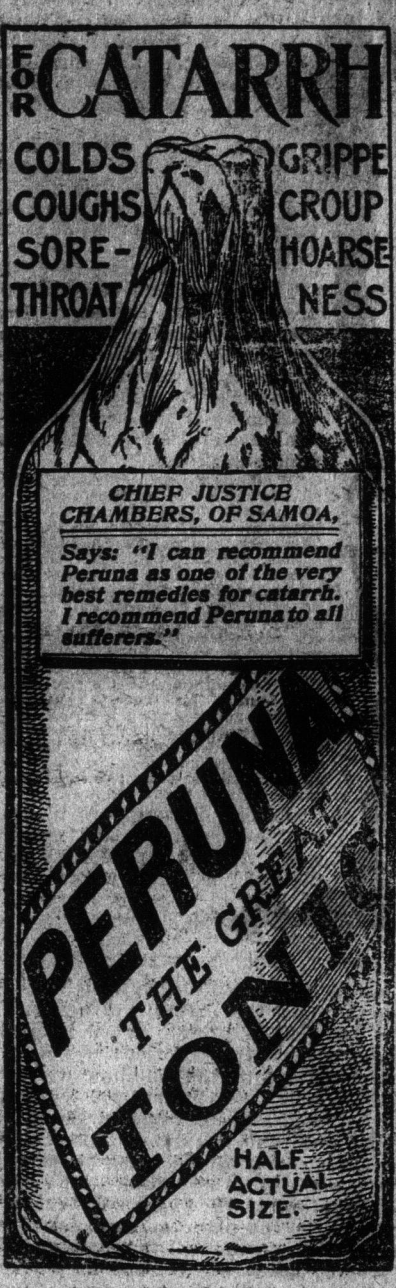 FOR CATARRH
COLDS
COUGHS
SORE-
THROAT
GRIPPE
CROUP
HOARSE
NESS
CHIEF JUSTICE
CHAMBERS, OF SAMOA,
Says: "I can recommend
Peruna as one of the very
best remedies for catarrh.
I recommend Peruna to all
sufferers."
PERUNA
THE GREAT
TONIC
HALF
ACTUAL
SIZE.